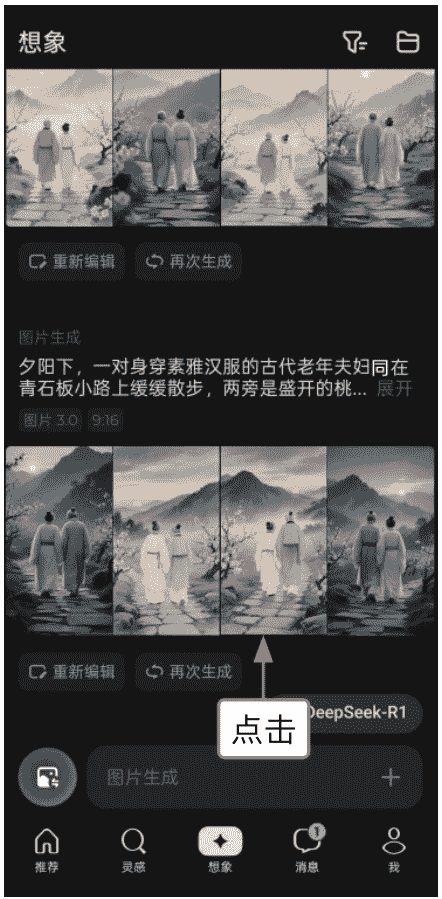 想象
重新编辑
再次生成
图片生成
夕阳下，一对身穿素雅汉服的古代老年夫妇同在
青石板小路上缓缓散步，两旁是盛开的桃... 展开
图片 3.0 9:16
重新编辑
再次生成
DeepSeek-R1
点击
图片生成
1
推荐
灵感
想象
消息
我